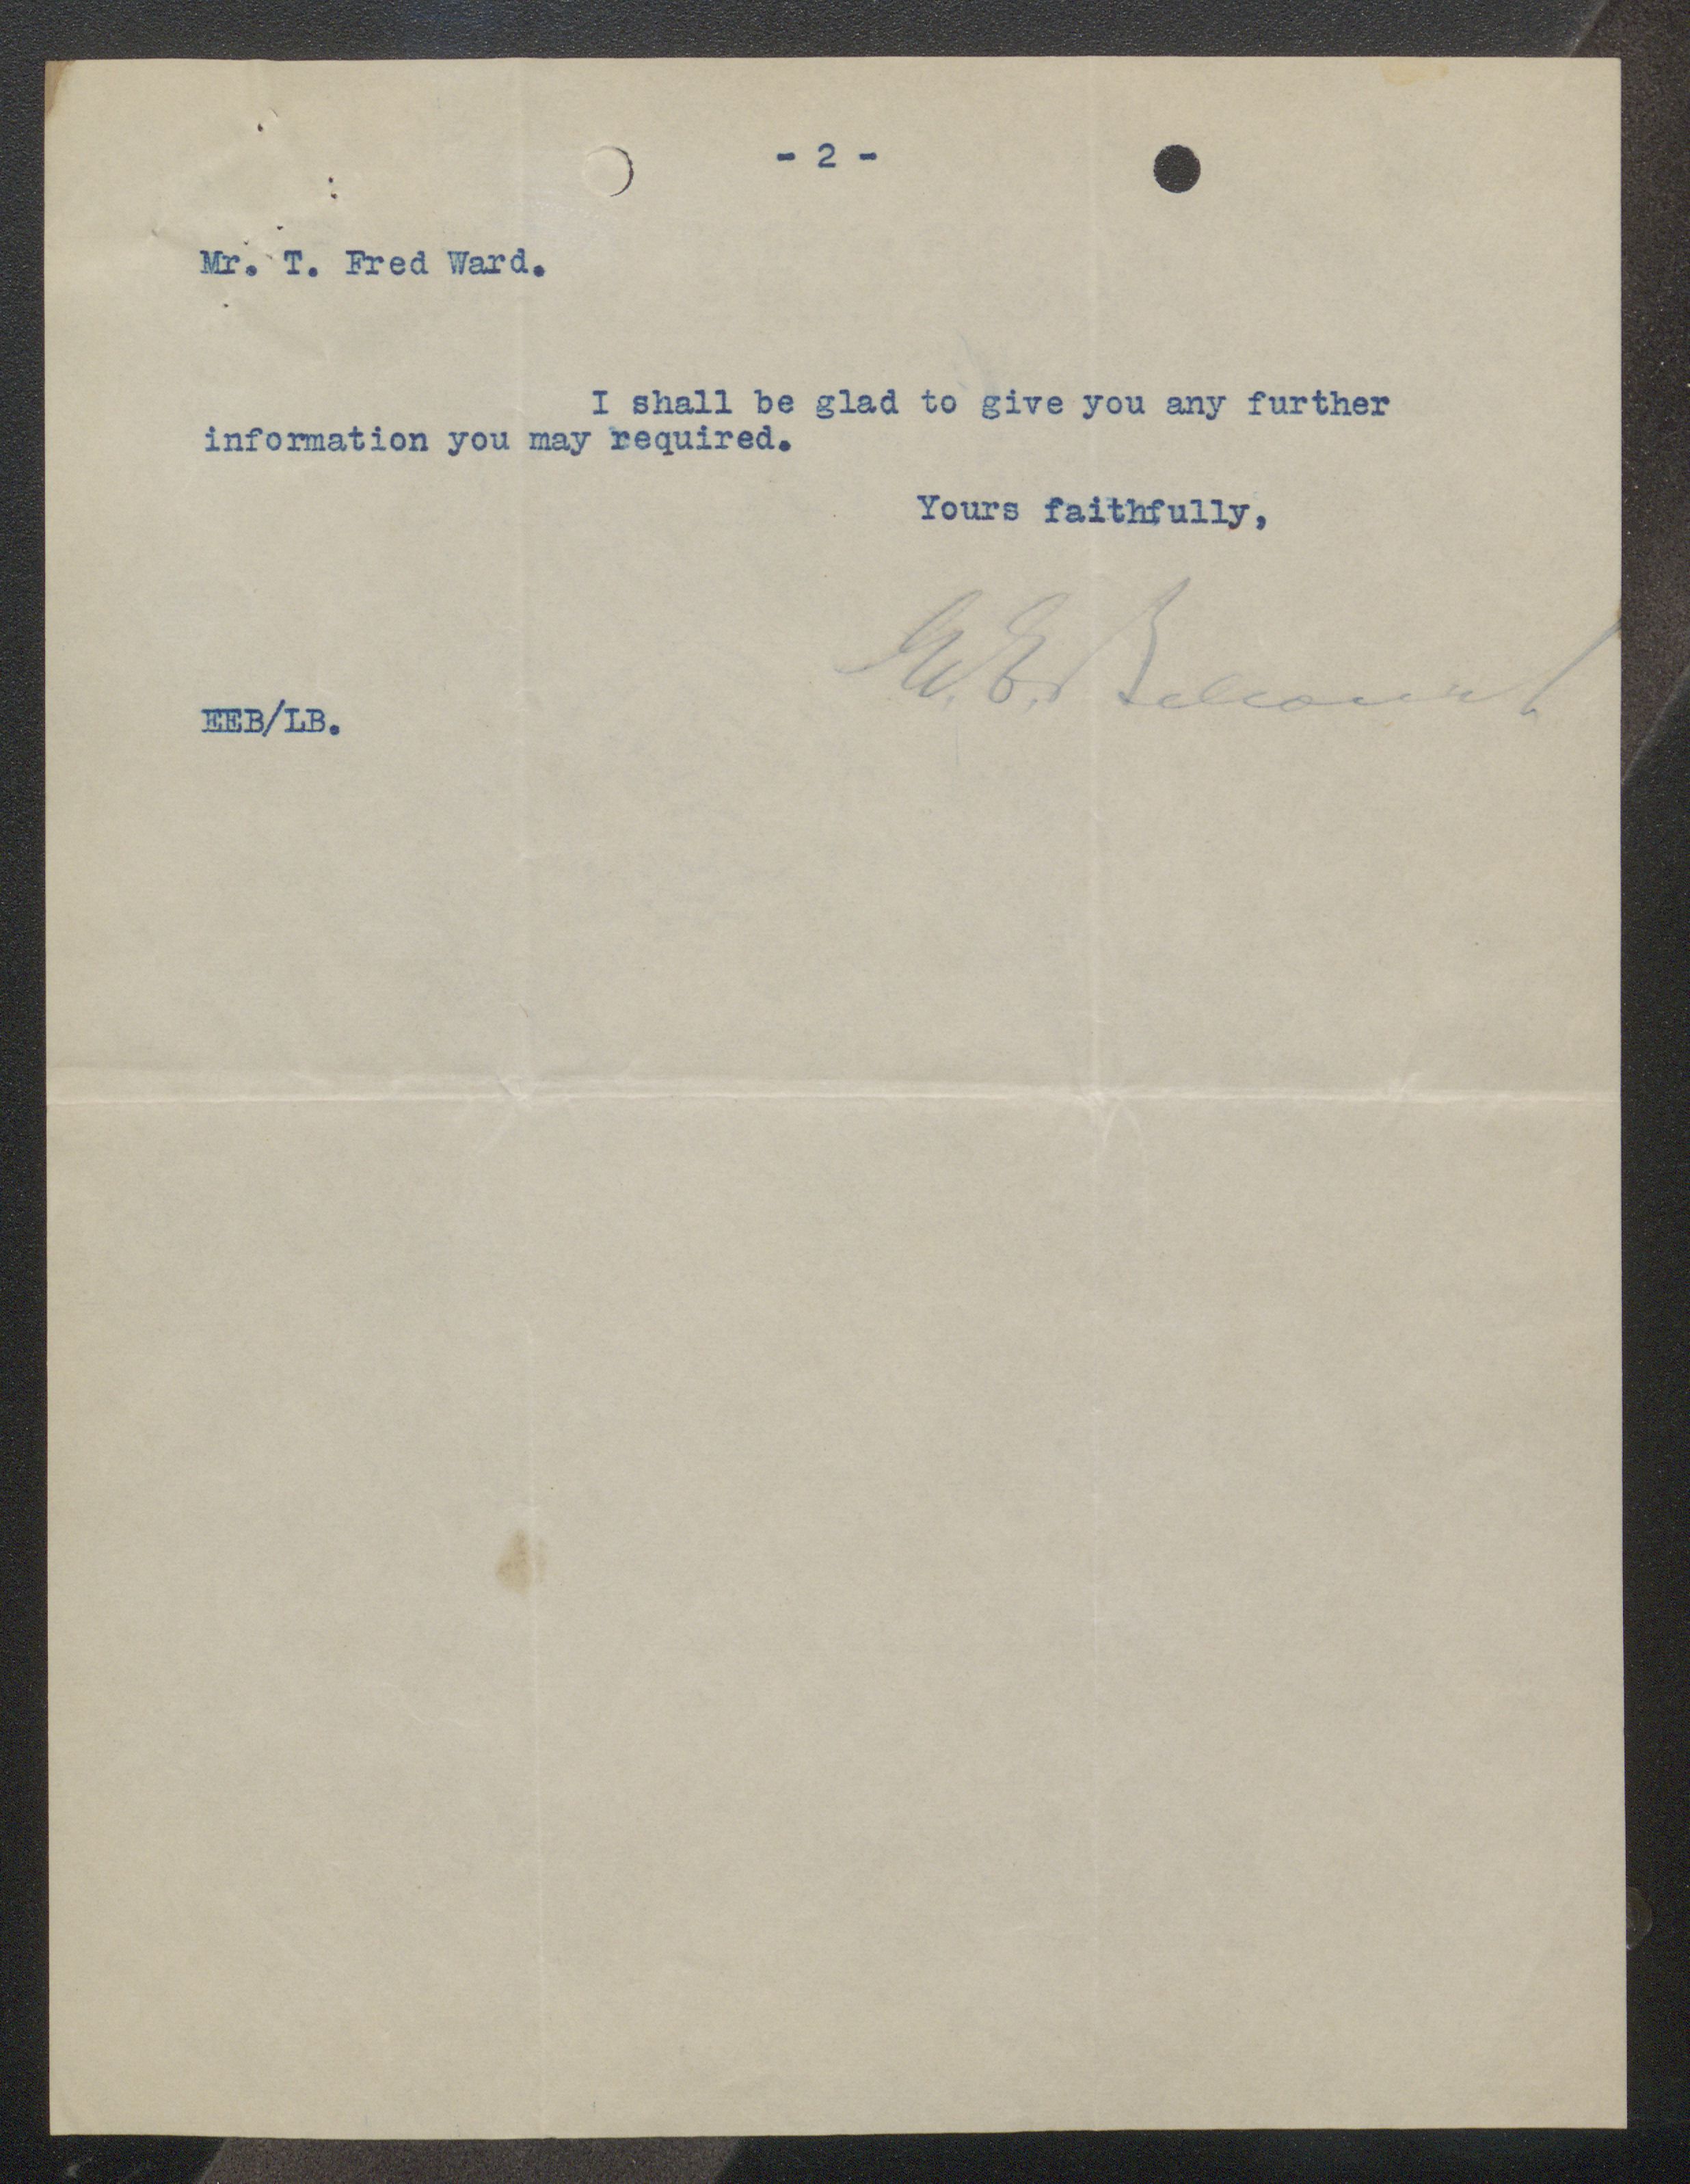 - 2 -
Mr. T. Fred Ward.
I shall be glad to give you any further
information you may required.
Yours faithfully,
E. E. B
EEB/LB.